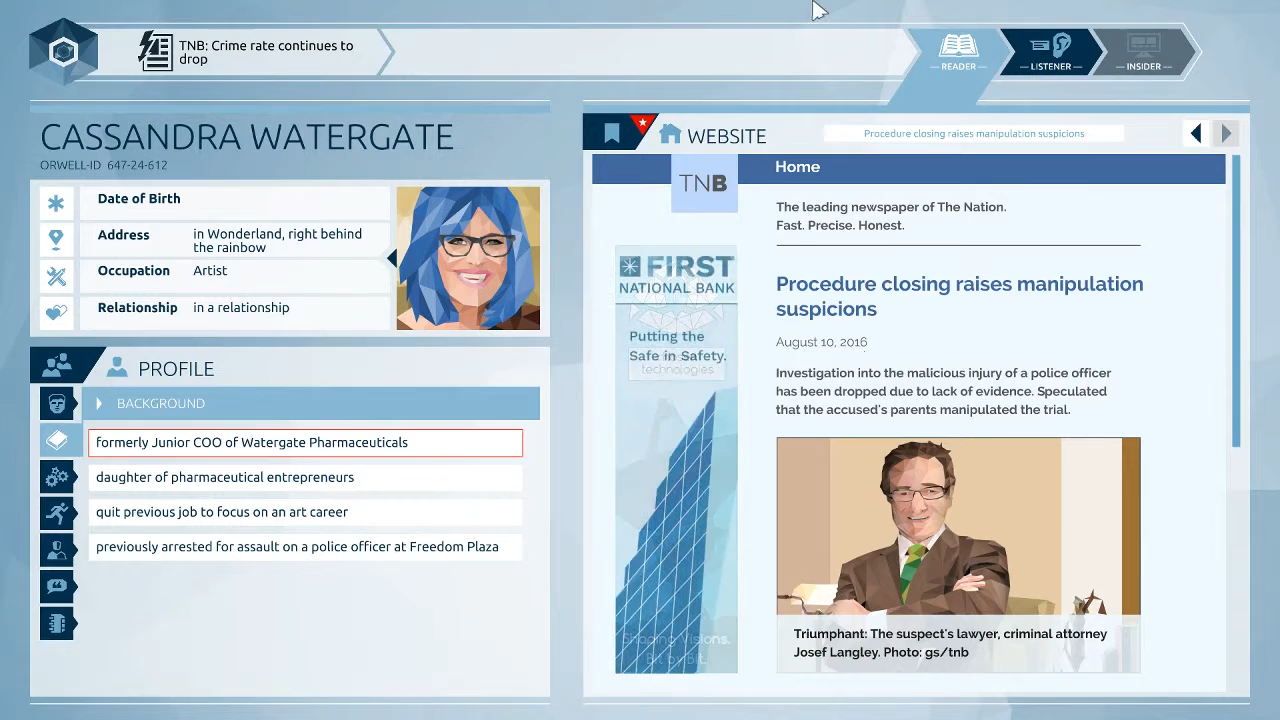 TNB: Crime rate continues to
drop
READER
LISTENER
INSIDER
CASSANDRA WATERGATE
ORWELL-ID 647-24-612
Date of Birth
Address in Wonderland, right behind
the rainbow
Occupation Artist
Relationship in a relationship
PROFILE
BACKGROUND
formerly Junior COO of Watergate Pharmaceuticals
daughter of pharmaceutical entrepreneurs
quit previous job to focus on an art career
previously arrested for assault on a police officer at Freedom Plaza
WEBSITE
Procedure closing raises manipulation suspicions
TNB
Home
The leading newspaper of The Nation.
Fast. Precise. Honest.
FIRST
NATIONAL BANK
Putting the
Safe in Safety.
technologies
Shaping Visions.
Bit by Bit.
Procedure closing raises manipulation
suspicions
August 10, 2016
Investigation into the malicious injury of a police officer
has been dropped due to lack of evidence. Speculated
that the accused's parents manipulated the trial.
Triumphant: The suspect's lawyer, criminal attorney
Josef Langley. Photo: gs/tnb